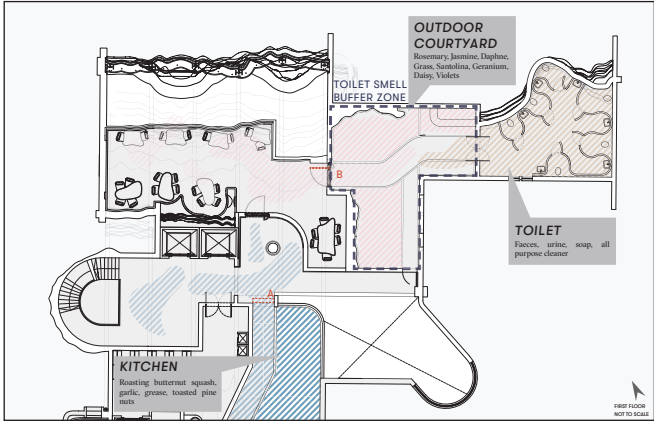 OUTDOOR
COURTYARD
Rosemary, Jasmine, Daphne,
Grass, Santolina, Geranium,
Daisy, Violets
TOILET SMELL
BUFFER ZONE
B
TOILET
Faeces, urine, soap, all
purpose cleaner
A
KITCHEN
Roasting butternut squash,
garlic, grease, toasted pine
nuts
FIRST FLOOR
NOT TO SCALE